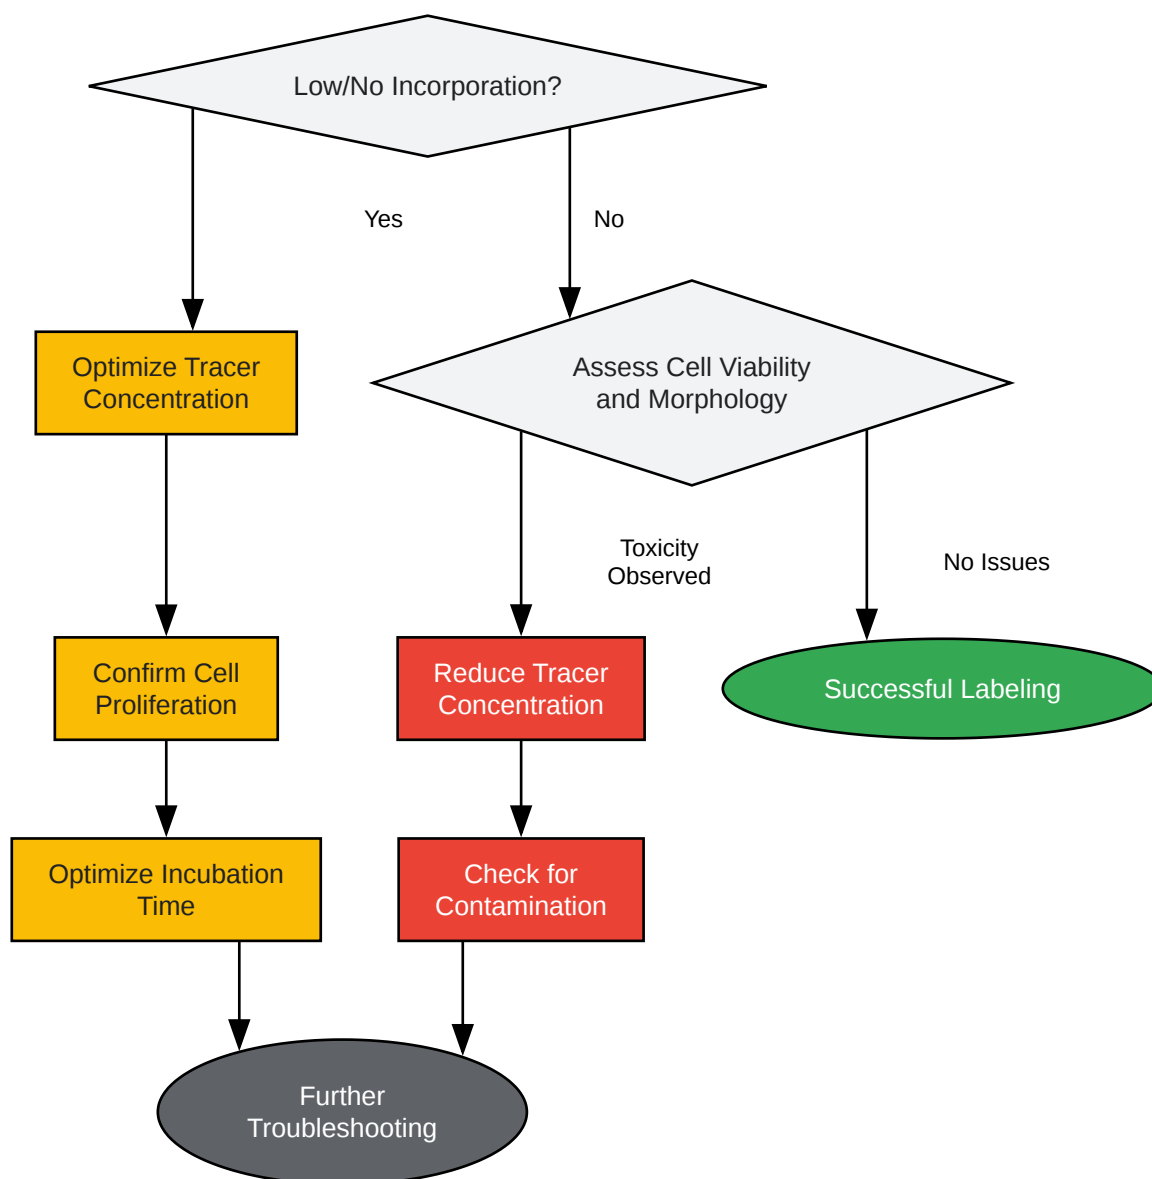 Low/No Incorporation?
Yes
No
Optimize Tracer
Concentration
Assess Cell Viability
and Morphology
Toxicity
Observed
No Issues
Confirm Cell
Proliferation
Reduce Tracer
Concentration
Successful Labeling
Optimize Incubation
Time
Check for
Contamination
Further
Troubleshooting